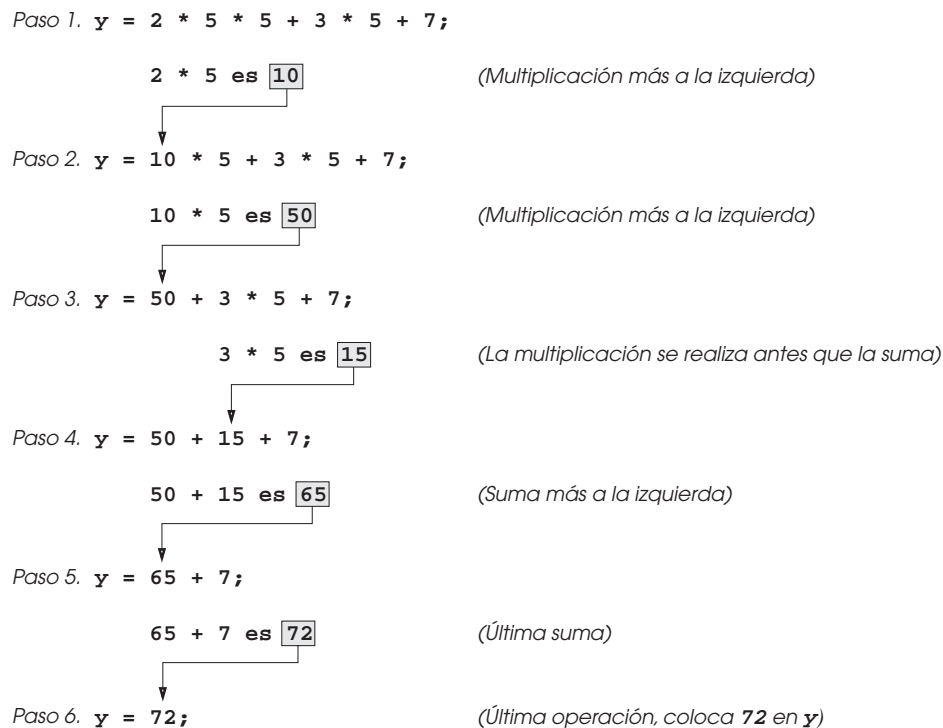 Paso 1. y = 2 * 5 * 5 + 3 * 5 + 7;
2 * 5 es 10 (Multiplicación más a la izquierda)
Paso 2. y = 10 * 5 + 3 * 5 + 7;
10 * 5 es 50 (Multiplicación más a la izquierda)
Paso 3. y = 50 + 3 * 5 + 7;
3 * 5 es 15 (La multiplicación se realiza antes que la suma)
Paso 4. y = 50 + 15 + 7;
50 + 15 es 65 (Suma más a la izquierda)
Paso 5. y = 65 + 7;
65 + 7 es 72 (Última suma)
Paso 6. y = 72; (Última operación, coloca 72 en y)